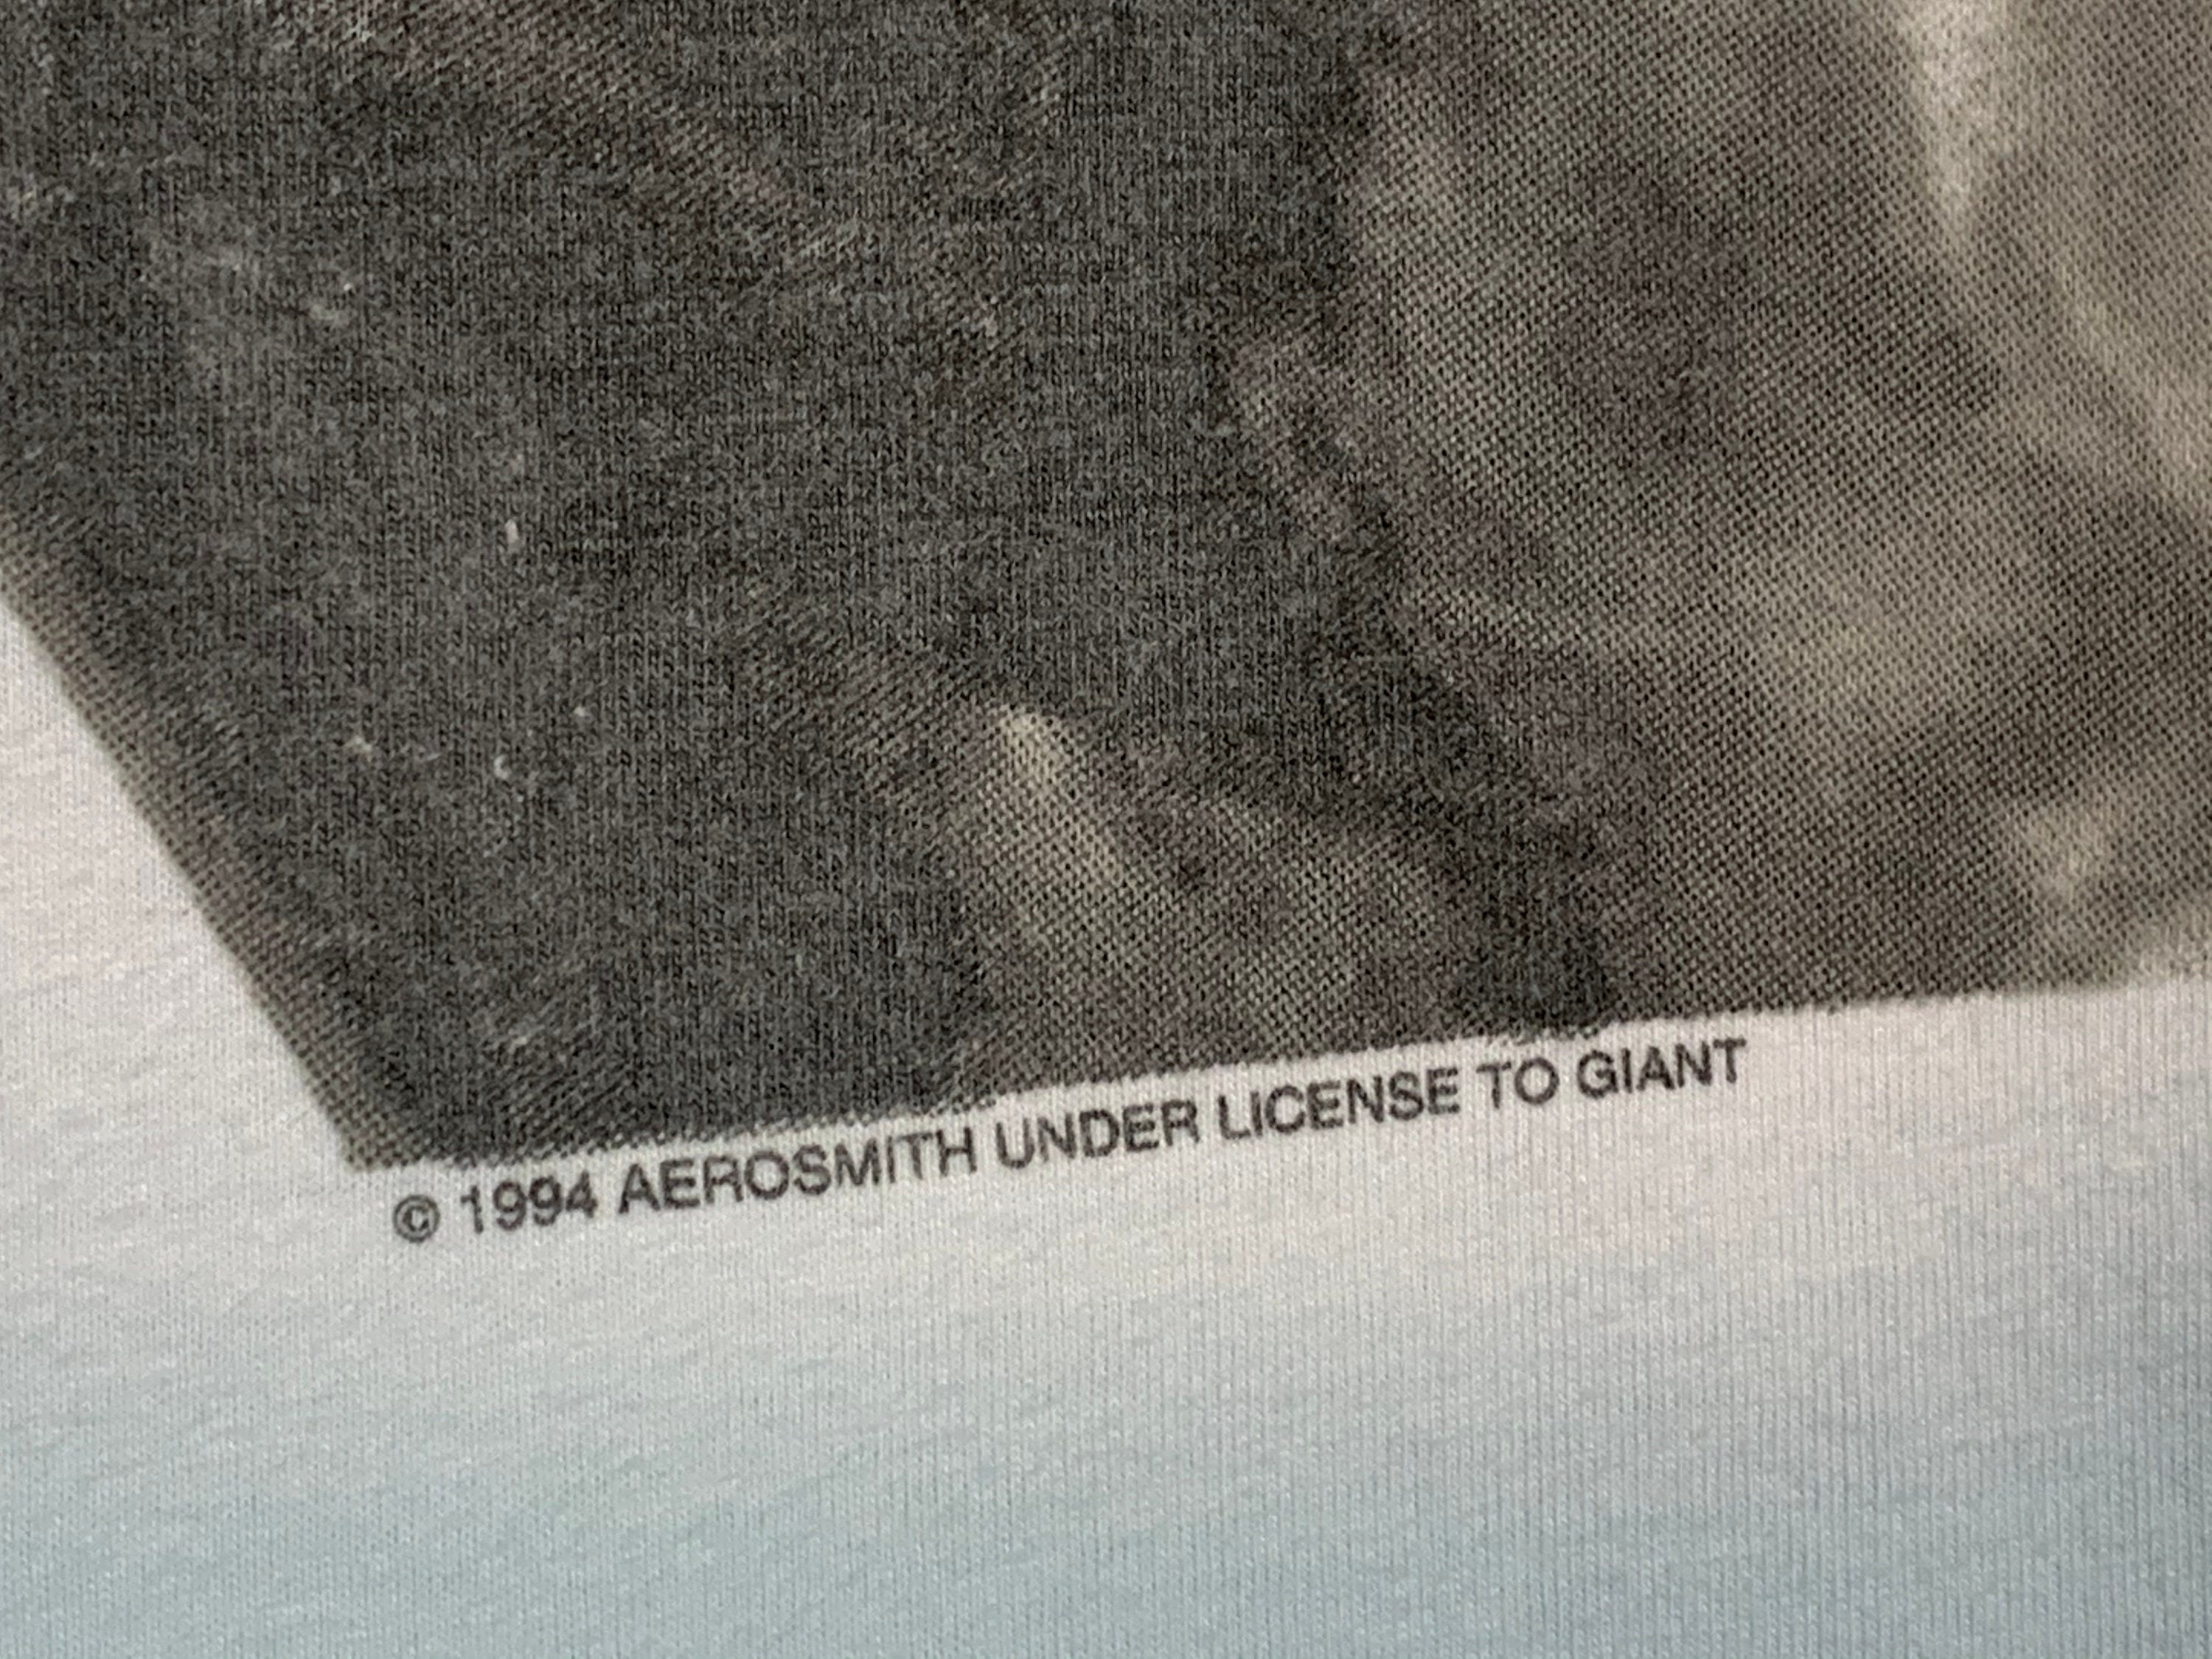 © 1994 AEROSMITH UNDER LICENSE TO GIANT